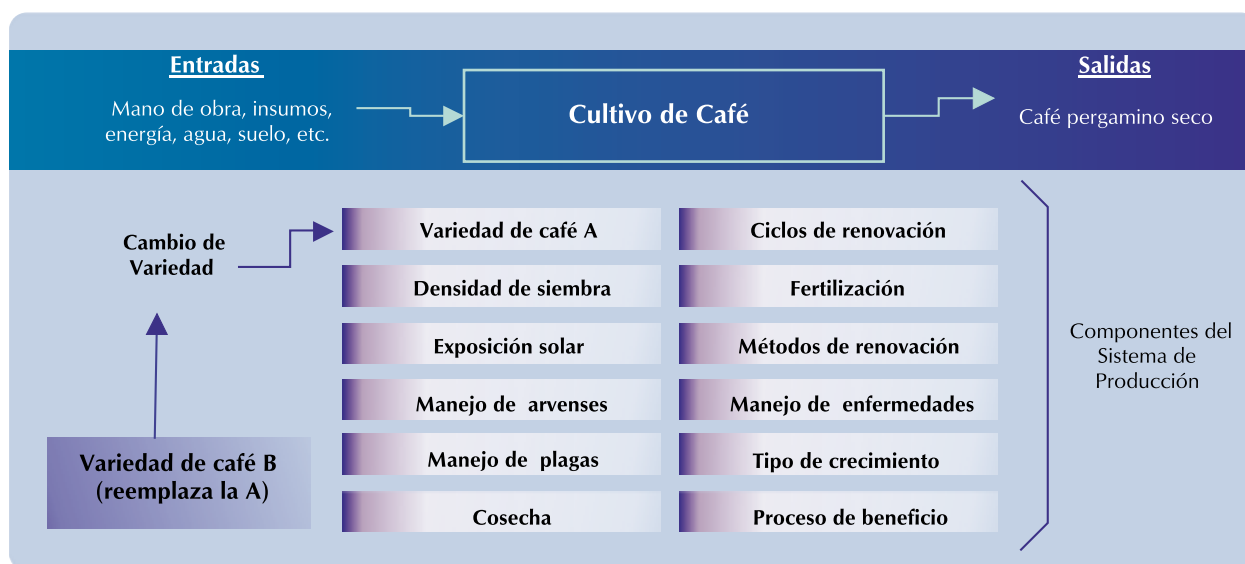 Entradas
Mano de obra, insumos,
energía, agua, suelo, etc.
Cultivo de Café
Salidas
Café pergamino seco
Cambio de
Variedad
Variedad de café B
(reemplaza la A)
Variedad de café A
Densidad de siembra
Exposición solar
Manejo de arvenses
Manejo de plagas
Cosecha
Ciclos de renovación
Fertilización
Métodos de renovación
Manejo de enfermedades
Tipo de crecimiento
Proceso de beneficio
Componentes del
Sistema de
Producción